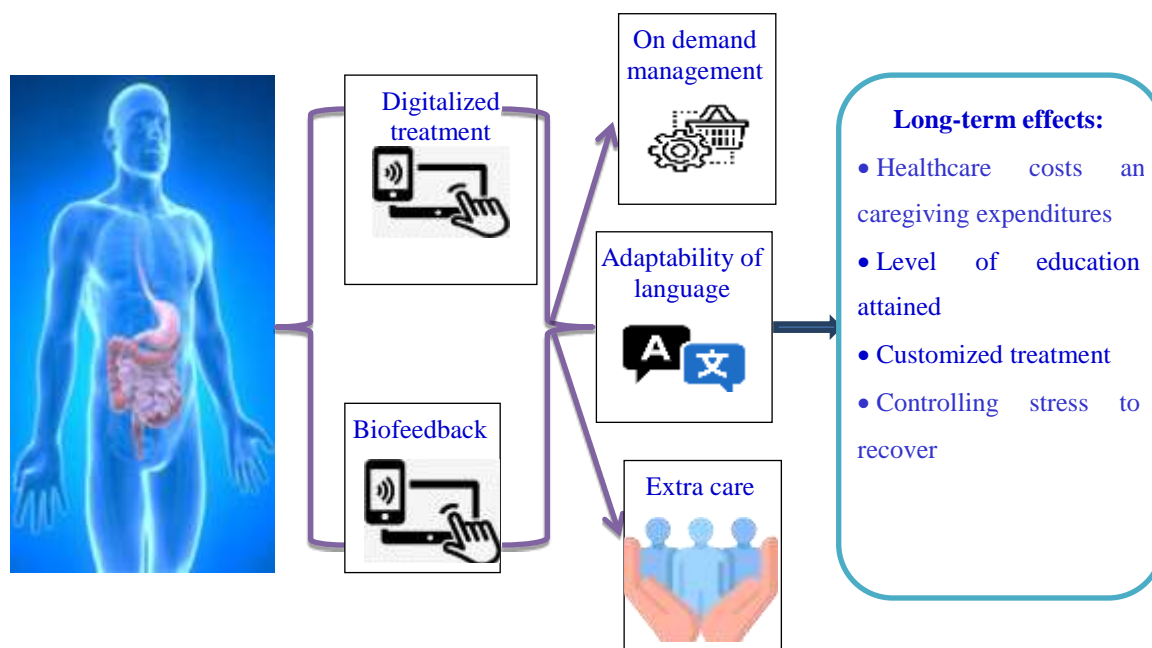 Digitalized
treatment
Biofeedback
On demand
management
Adaptability of
language
A
文
Extra care
Long-term effects:
• Healthcare costs an
caregiving expenditures
• Level of education
attained
• Customized treatment
• Controlling stress to
recover